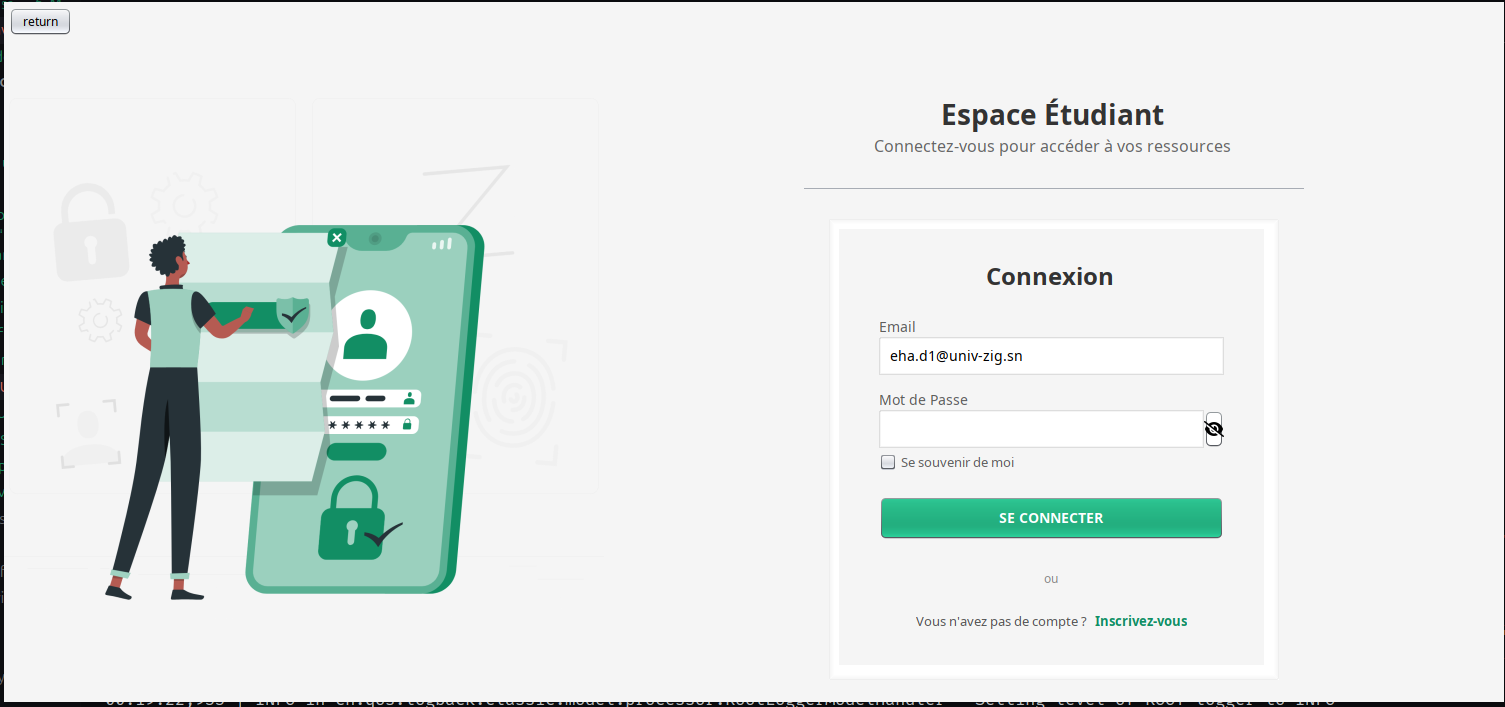 return
Espace Étudiant
Connectez-vous pour accéder à vos ressources
Connexion
Email
eha.d1@univ-zig.sn
Mot de Passe
Se souvenir de moi
SE CONNECTER
ou
Vous n'avez pas de compte ? Inscrivez-vous